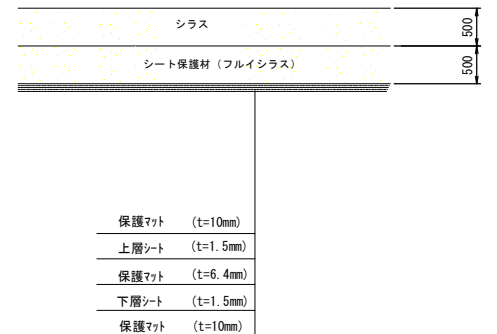 シラス
500
シート保護材（フルイシラス）
500
保護マット (t=10mm)
上層シート (t=1.5mm)
保護マット (t=6.4mm)
下層シート (t=1.5mm)
保護マット (t=10mm)